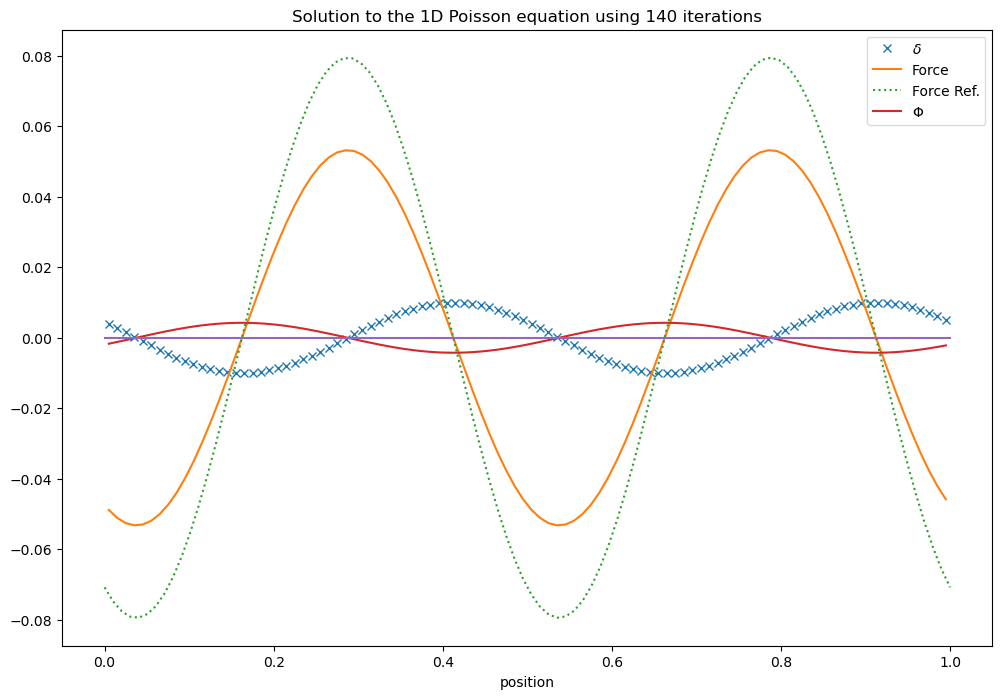 Solution to the 1D Poisson equation using 140 iterations
δ
Force
Force Ref.
Φ
0.08
0.06
0.04
0.02
0.00
−0.02
−0.04
−0.06
−0.08
0.0 0.2 0.4 0.6 0.8 1.0
position